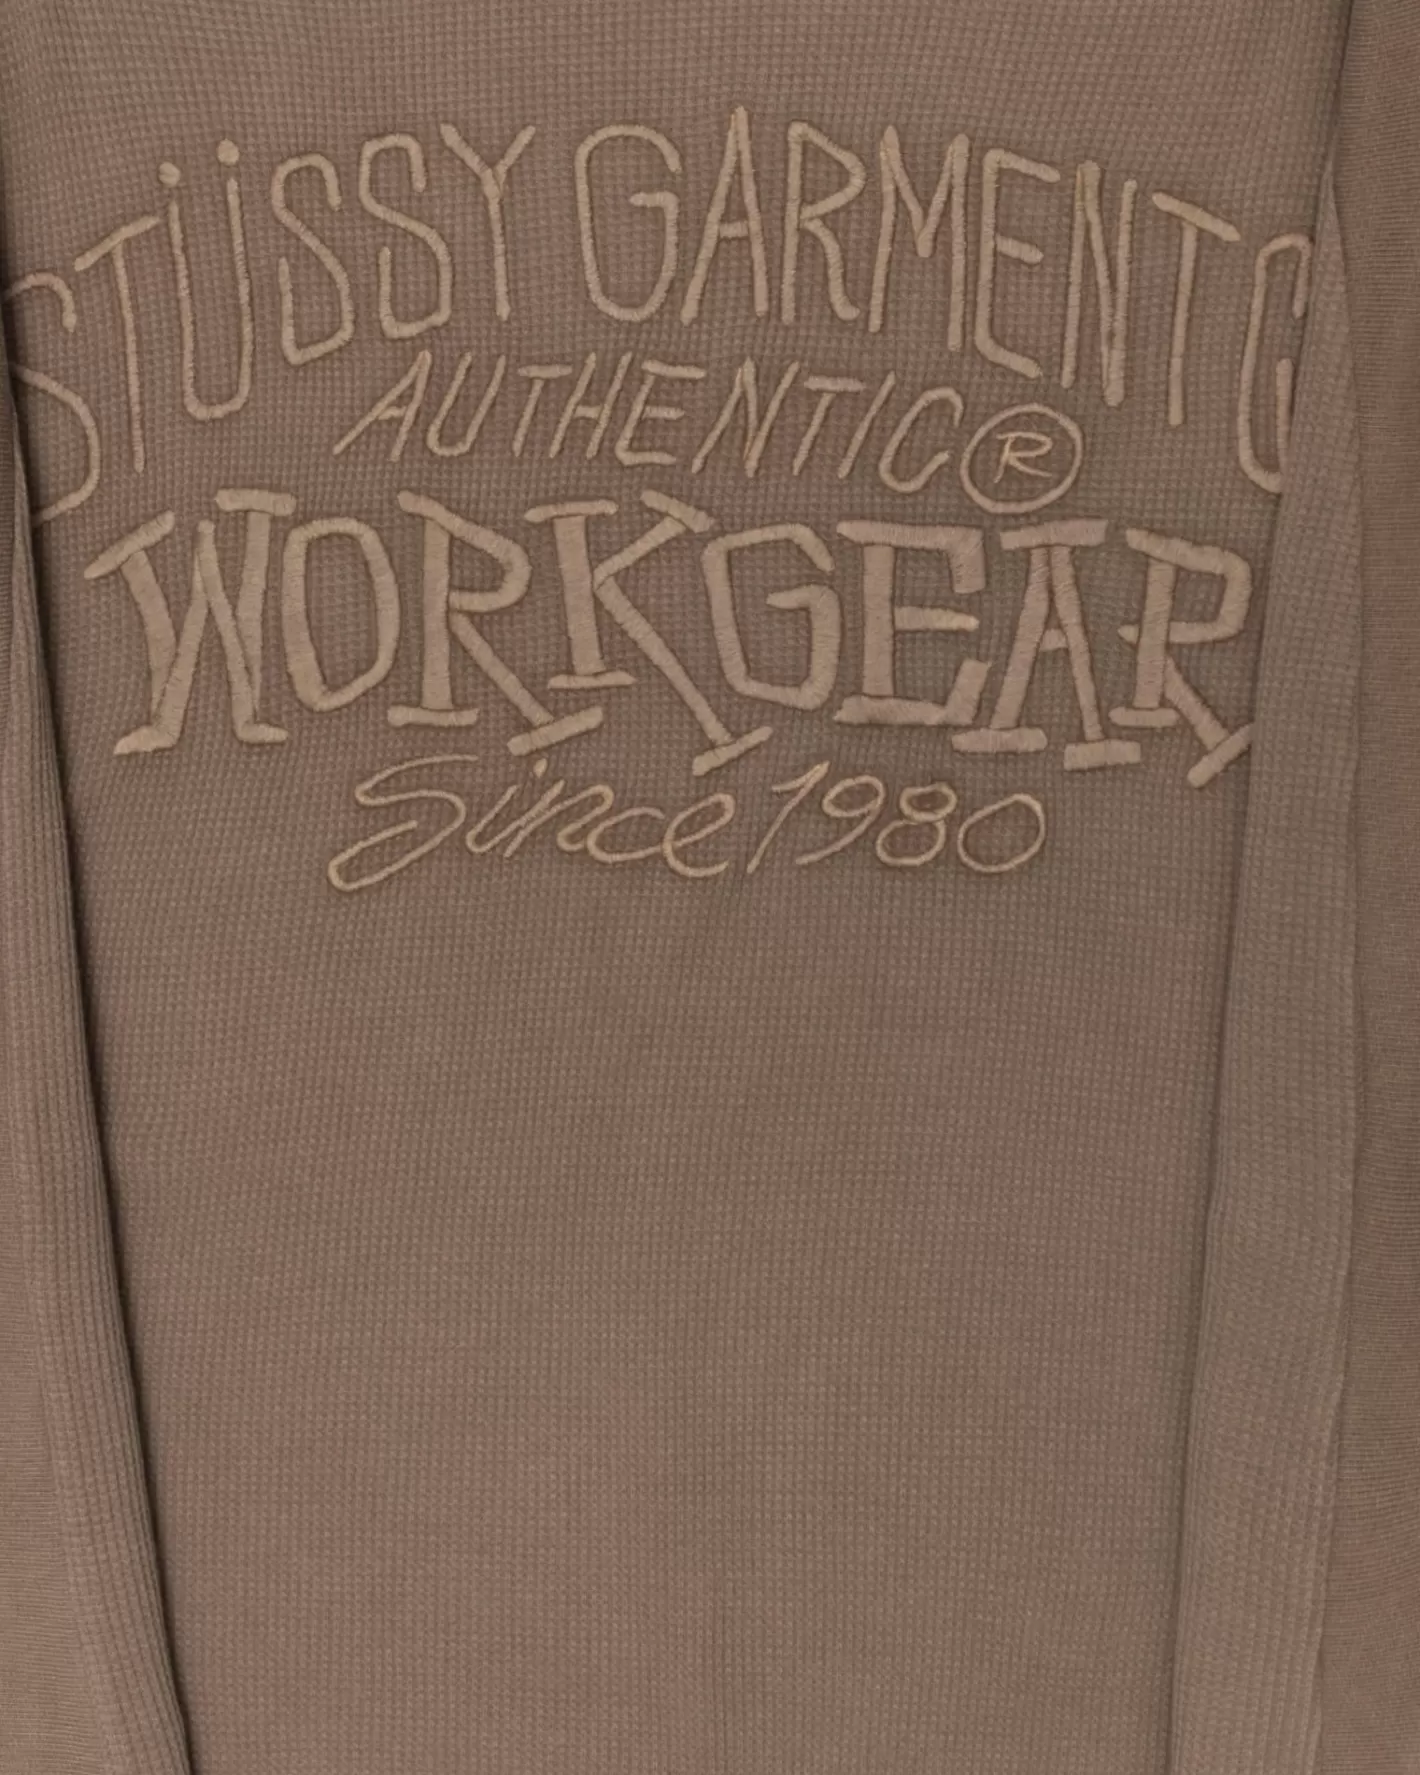 STÜSSY GARMENT C
AUTHENTIC®
WORKGEAR
Since 1980